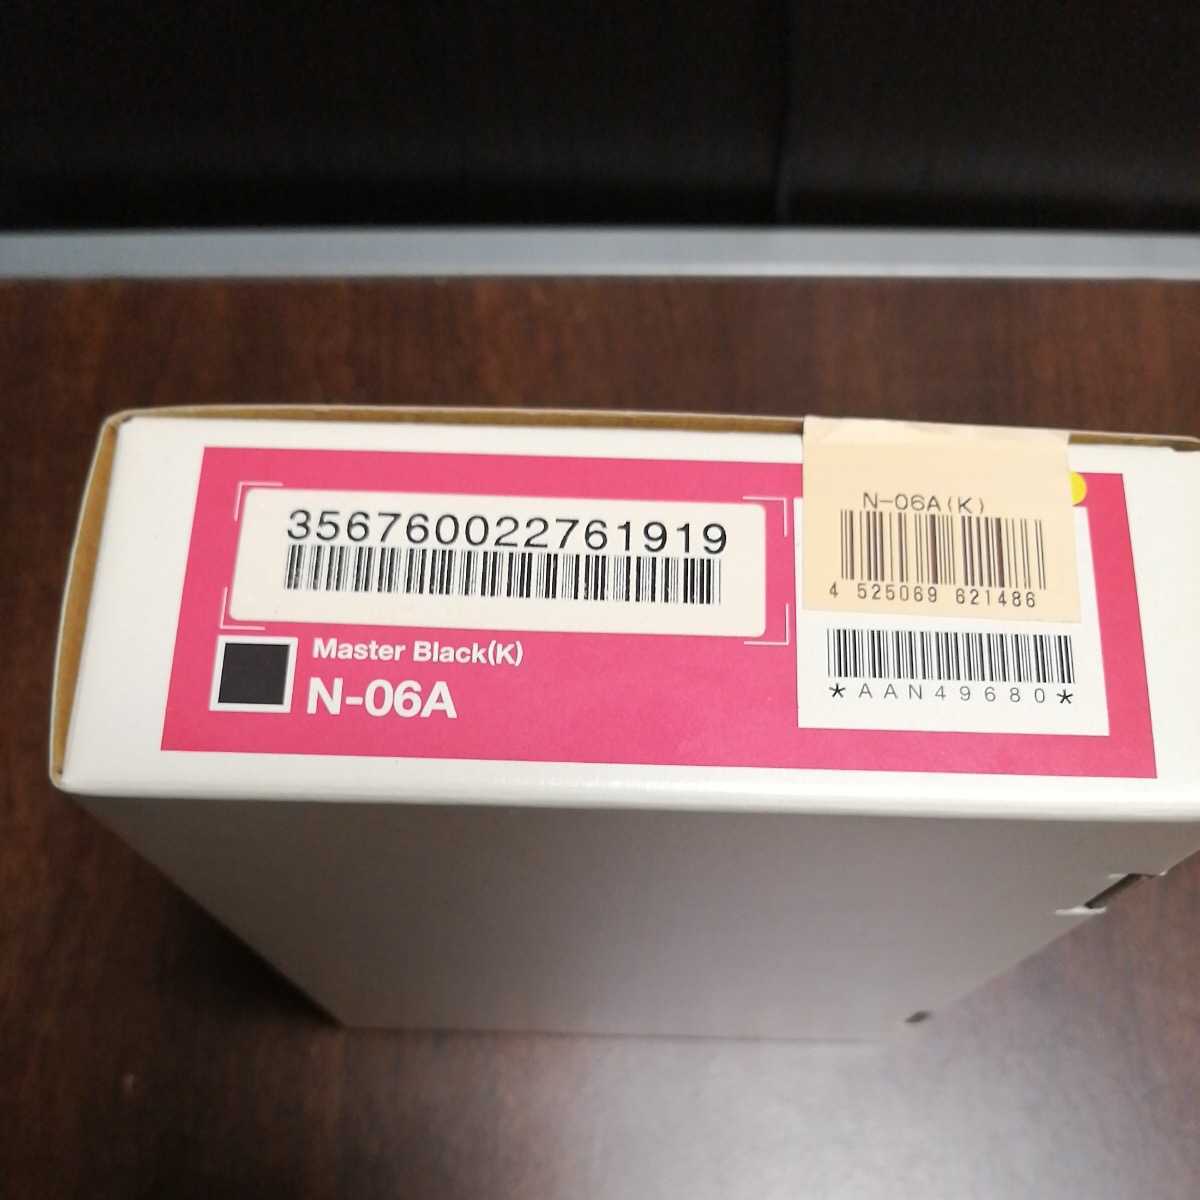 356760022761919
Master Black(K)
N-06A
N-06A(K)
4 525069 621486
*AAN49680*